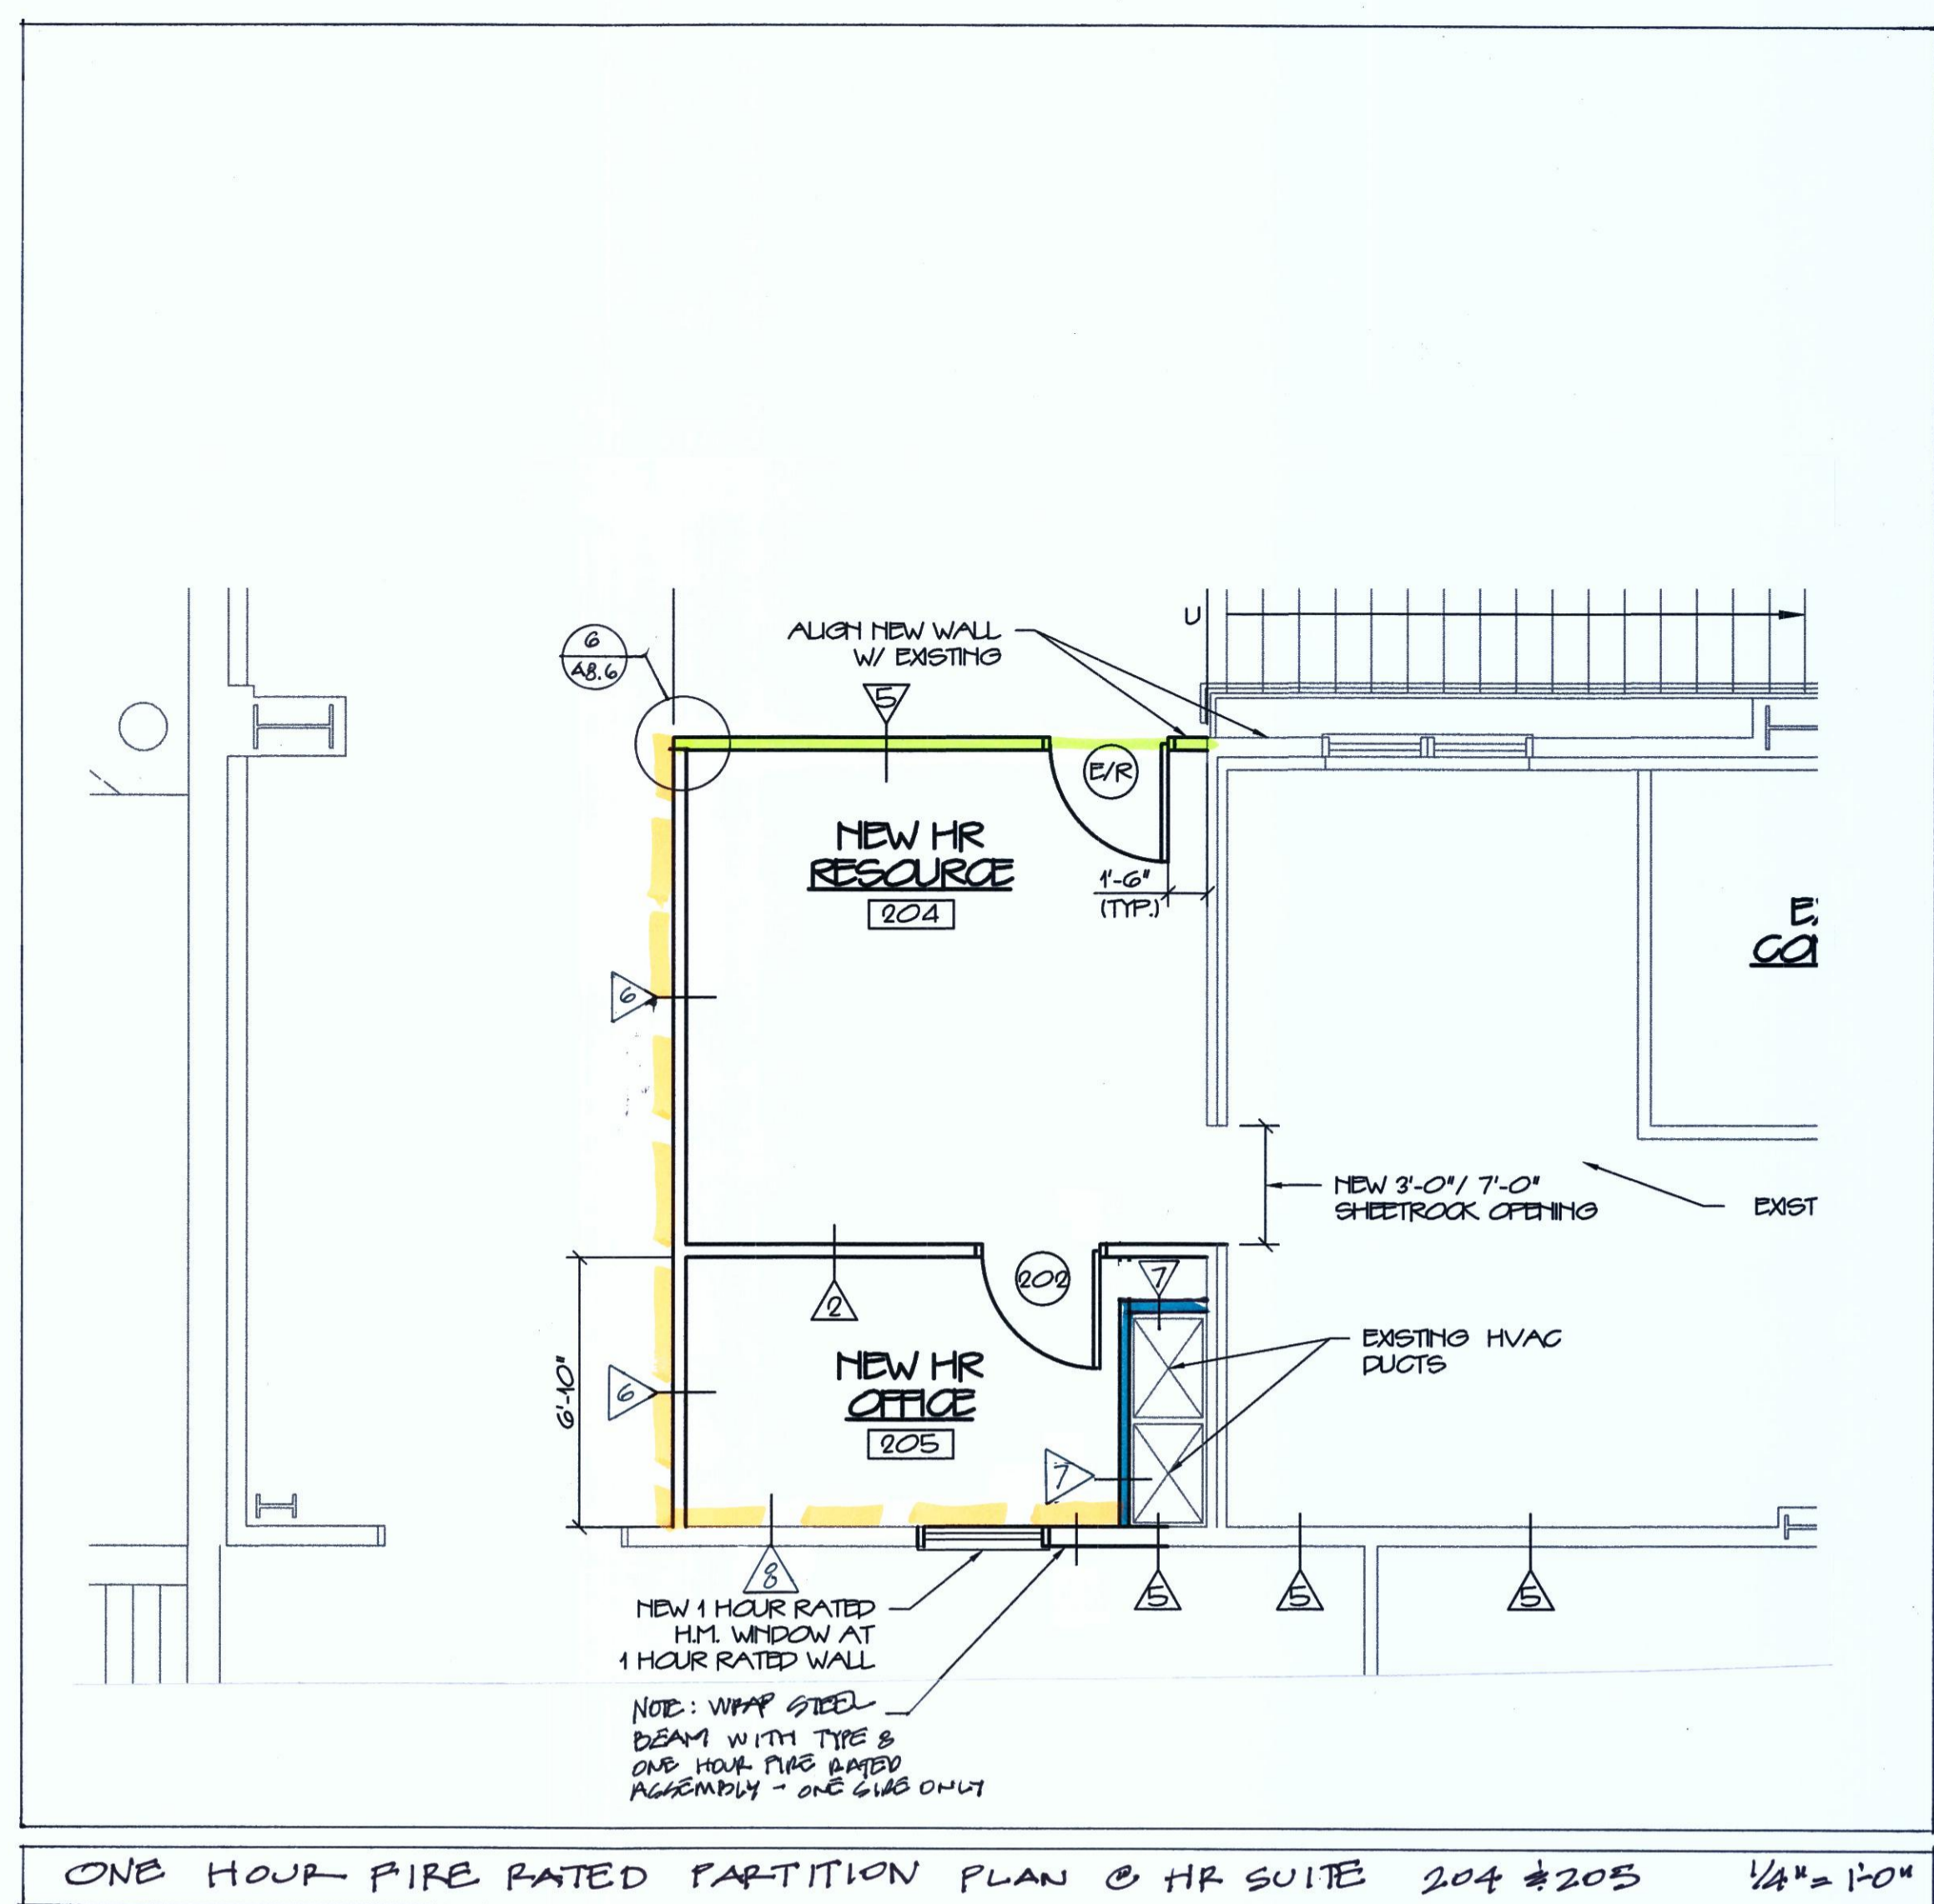 U
6
A8.6
ALIGN NEW WALL
W/ EXISTING
5
E/R
NEW HR
RESOURCE
204
1'-6"
(TYP.)
6
NEW 3'-0"/ 7'-0"
SHEETROCK OPENING
EXIST
202
7
2
EXISTING HVAC
DUCTS
NEW HR
OFFICE
205
6'-10"
6
7
8
5
5
5
NEW 1 HOUR RATED
H.M. WINDOW AT
1 HOUR RATED WALL
NOTE: WRAP STEEL
BEAM WITH TYPE 8
ONE HOUR FIRE RATED
ASSEMBLY - ONE SIDE ONLY
ONE HOUR FIRE RATED PARTITION PLAN @ HR SUITE 204 & 205 1/4" = 1'-0"